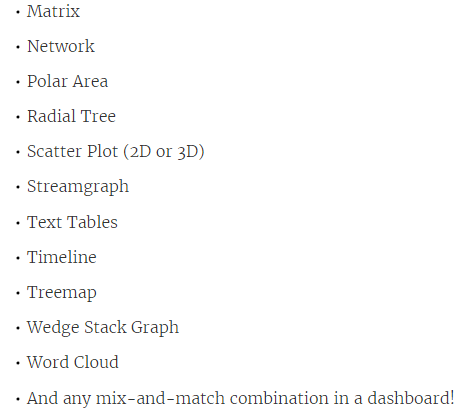 • Matrix
• Network
• Polar Area
• Radial Tree
• Scatter Plot (2D or 3D)
• Streamgraph
• Text Tables
• Timeline
• Treemap
• Wedge Stack Graph
• Word Cloud
• And any mix-and-match combination in a dashboard!